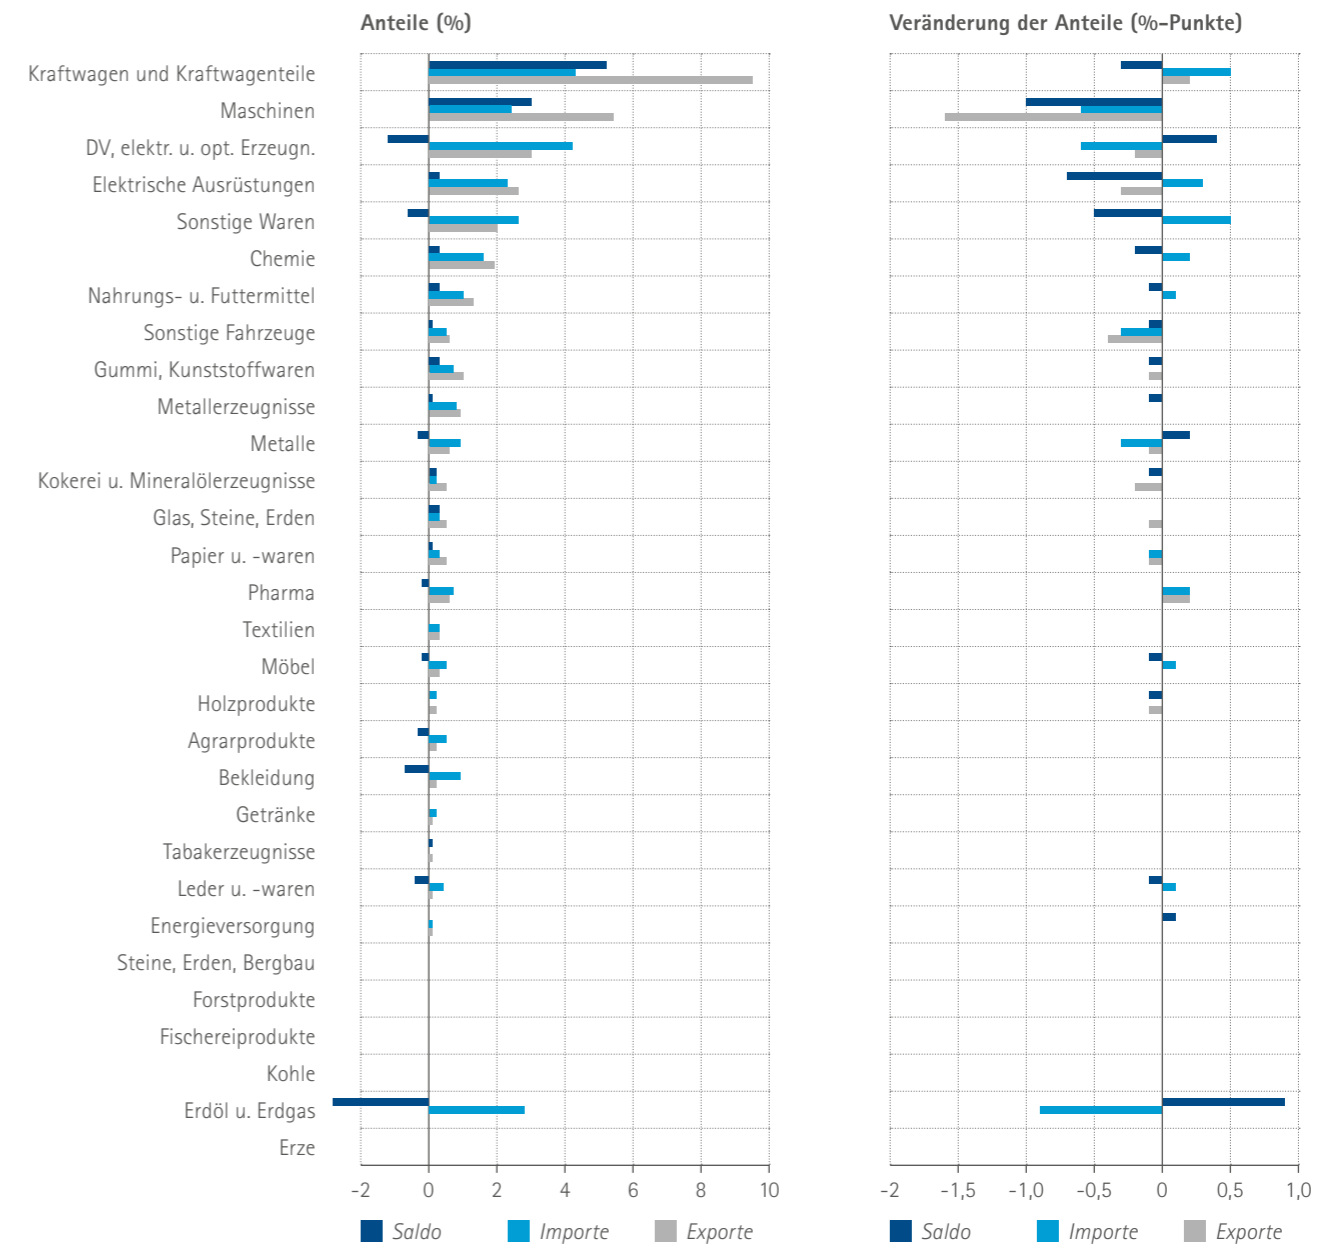 Anteile (%)
Veränderung der Anteile (%-Punkte)
Kraftwagen und Kraftwagenteile
Maschinen
DV, elektr. u. opt. Erzeugn.
Elektrische Ausrüstungen
Sonstige Waren
Chemie
Nahrungs- u. Futtermittel
Sonstige Fahrzeuge
Gummi, Kunststoffwaren
Metallerzeugnisse
Metalle
Kokerei u. Mineralölerzeugnisse
Glas, Steine, Erden
Papier u. -waren
Pharma
Textilien
Möbel
Holzprodukte
Agrarprodukte
Bekleidung
Getränke
Tabakerzeugnisse
Leder u. -waren
Energieversorgung
Steine, Erden, Bergbau
Forstprodukte
Fischereiprodukte
Kohle
Erdöl u. Erdgas
Erze
-2 0 2 4 6 8 10
-2 -1,5 -1,0 -0,5 0 0,5 1,0
Saldo Importe Exporte
Saldo Importe Exporte